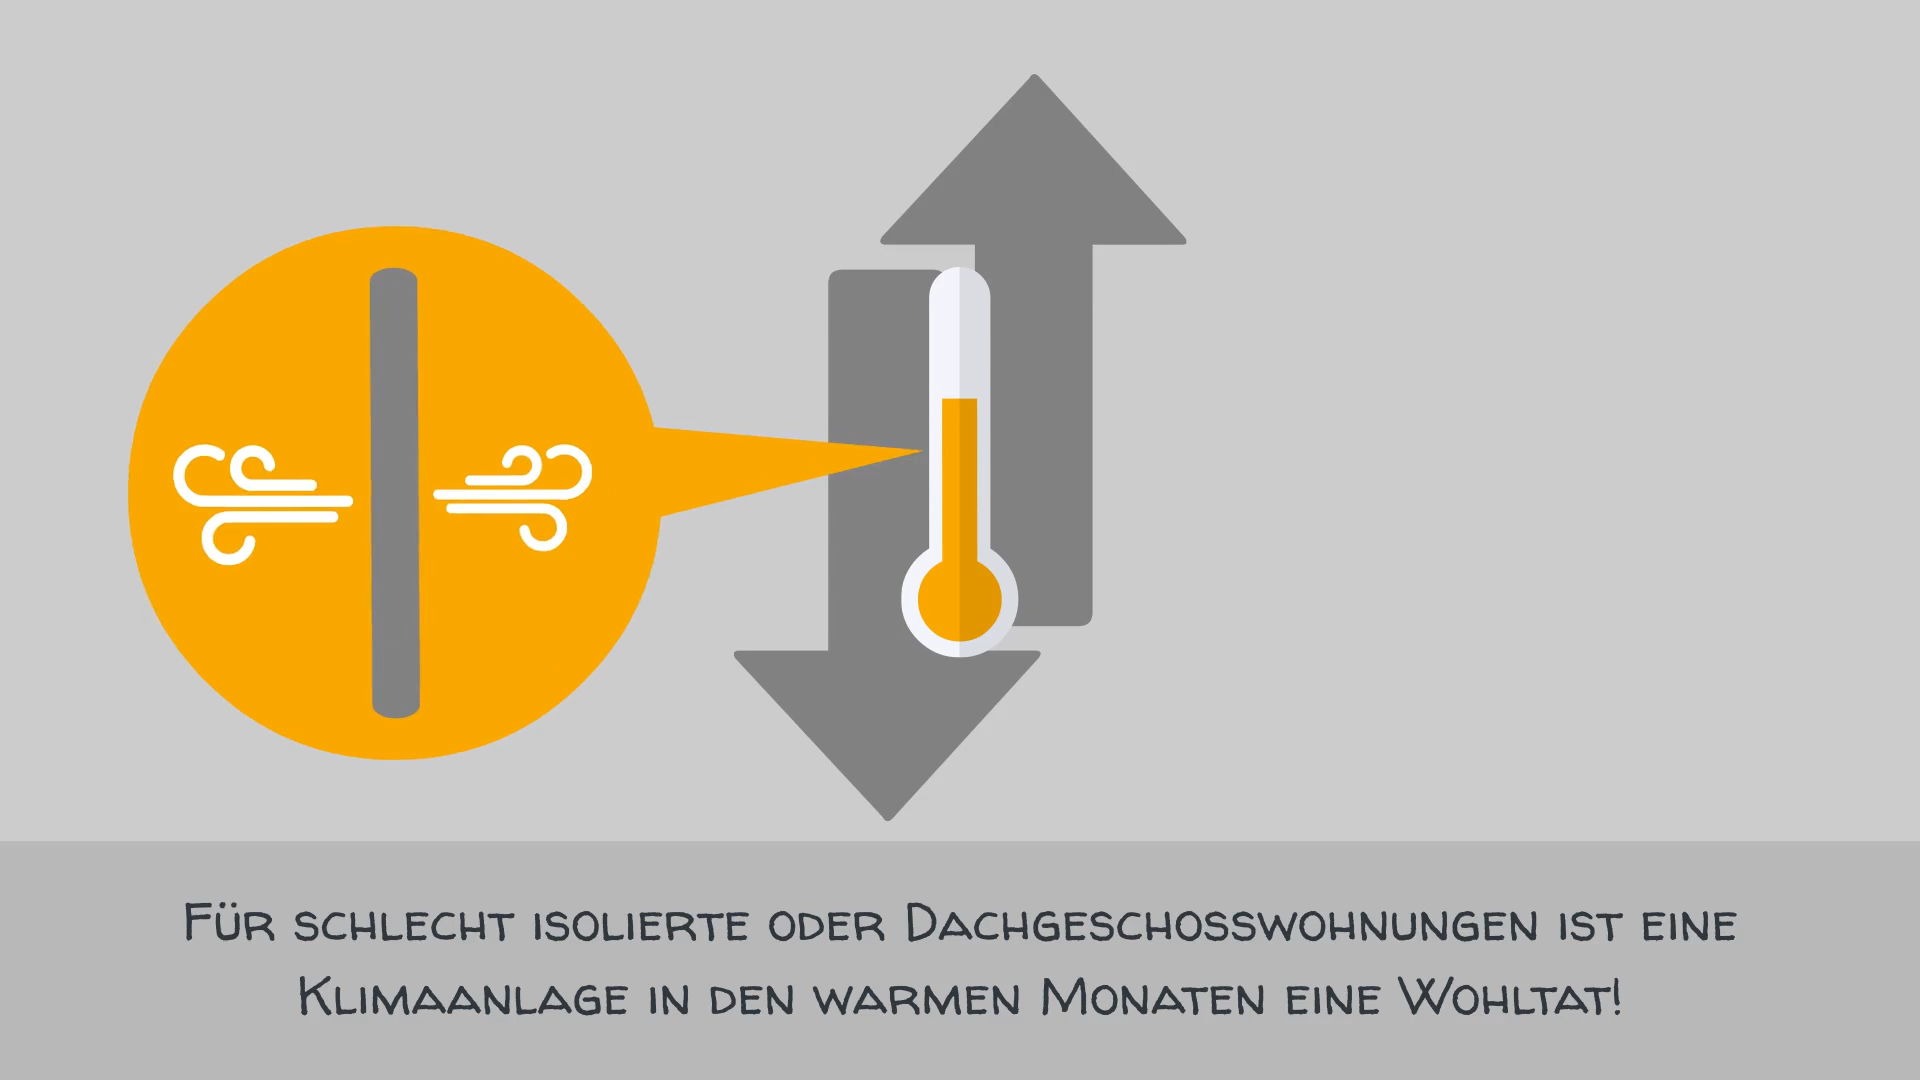 Für schlecht isolierte oder Dachgeschosswohnungen ist eine
Klimaanlage in den warmen Monaten eine Wohltat!